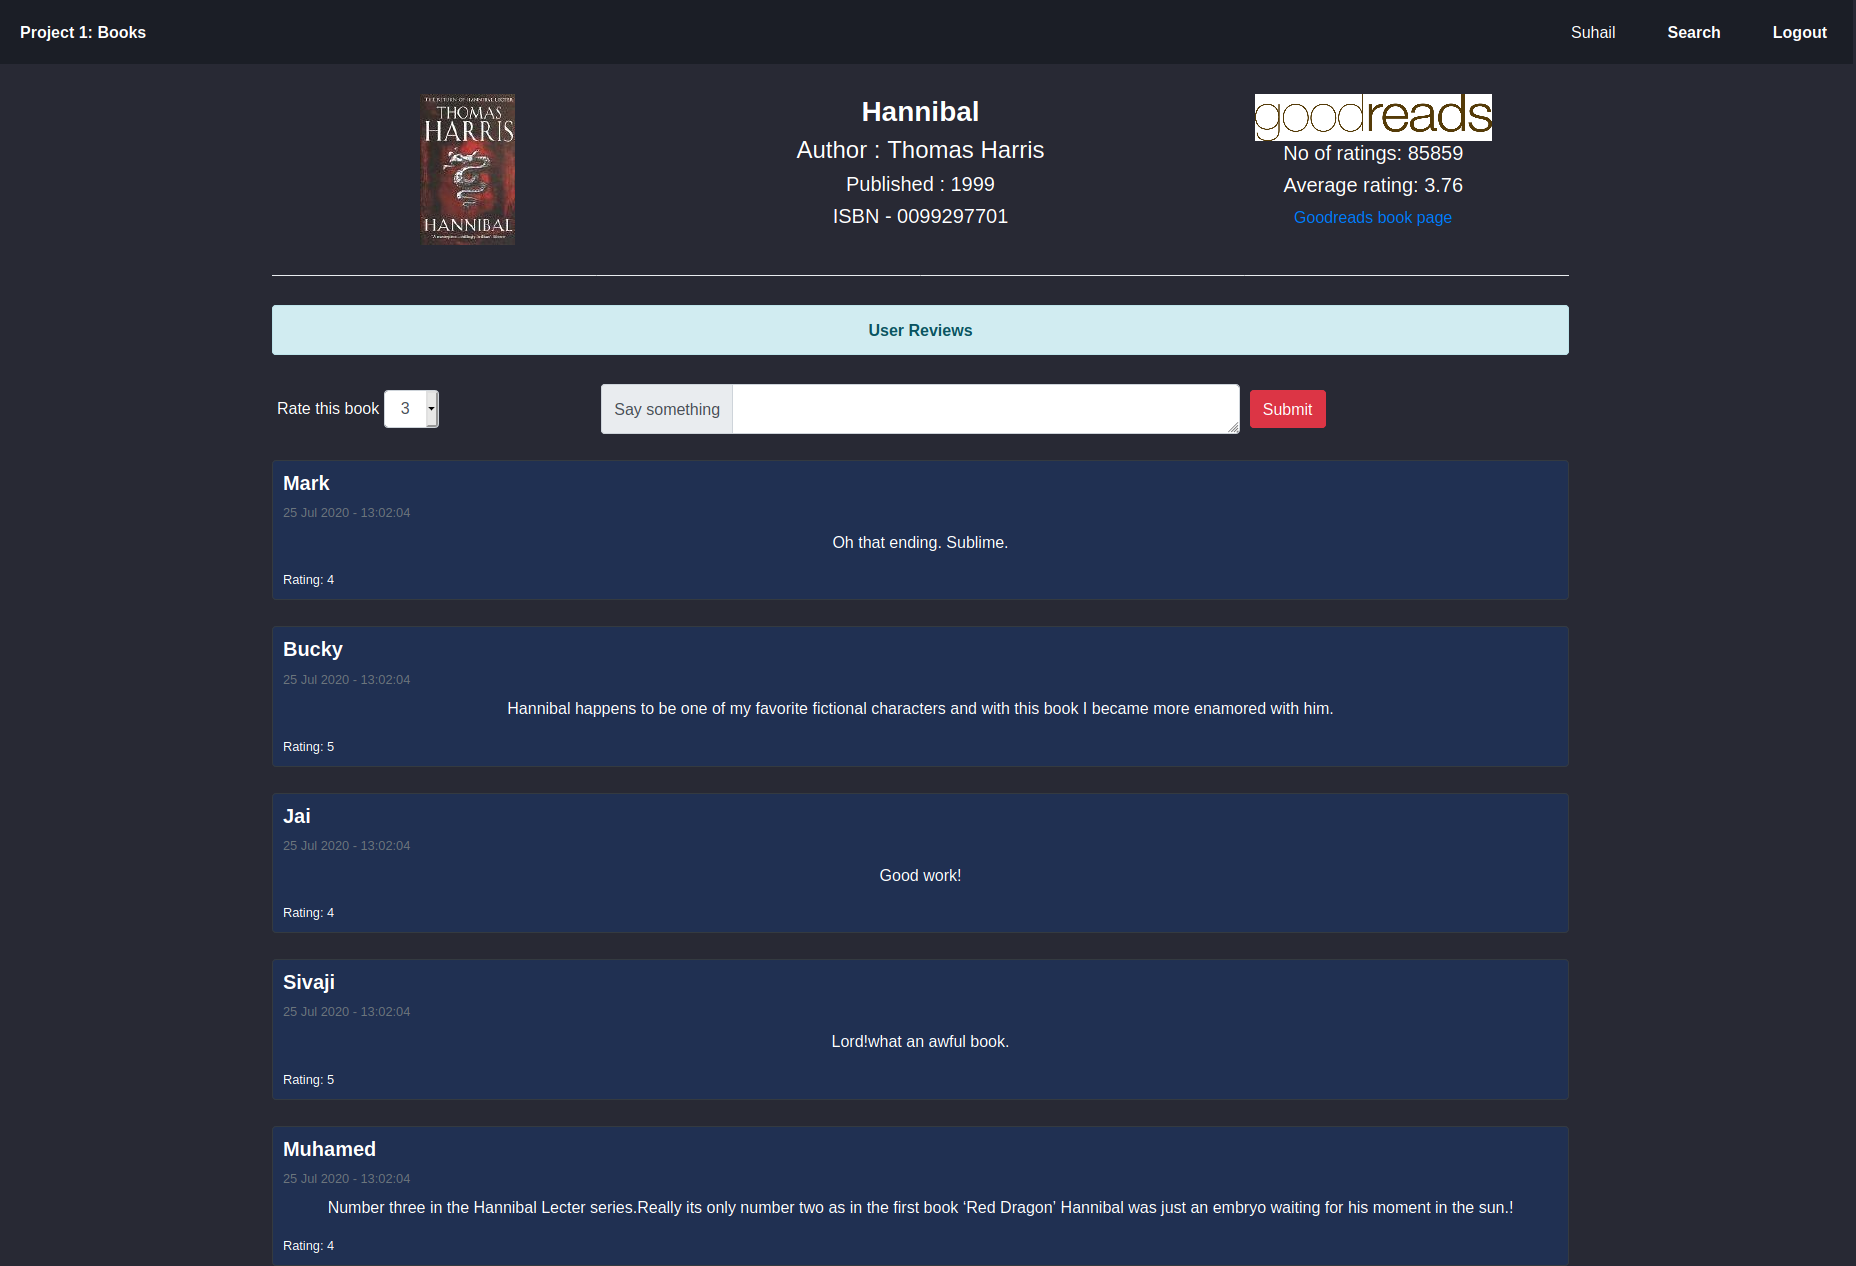 Project 1: Books
Suhail
Search
Logout
THE RETURN OF HANNIBAL LECTER
THOMAS
HARRIS
HANNIBAL
Hannibal
Author : Thomas Harris
Published : 1999
ISBN - 0099297701
goodreads
No of ratings: 85859
Average rating: 3.76
Goodreads book page
User Reviews
Rate this book 3
Say something
Submit
Mark
25 Jul 2020 - 13:02:04
Oh that ending. Sublime.
Rating: 4
Bucky
25 Jul 2020 - 13:02:04
Hannibal happens to be one of my favorite fictional characters and with this book I became more enamored with him.
Rating: 5
Jai
25 Jul 2020 - 13:02:04
Good work!
Rating: 4
Sivaji
25 Jul 2020 - 13:02:04
Lord!what an awful book.
Rating: 5
Muhamed
25 Jul 2020 - 13:02:04
Number three in the Hannibal Lecter series.Really its only number two as in the first book ‘Red Dragon’ Hannibal was just an embryo waiting for his moment in the sun.!
Rating: 4